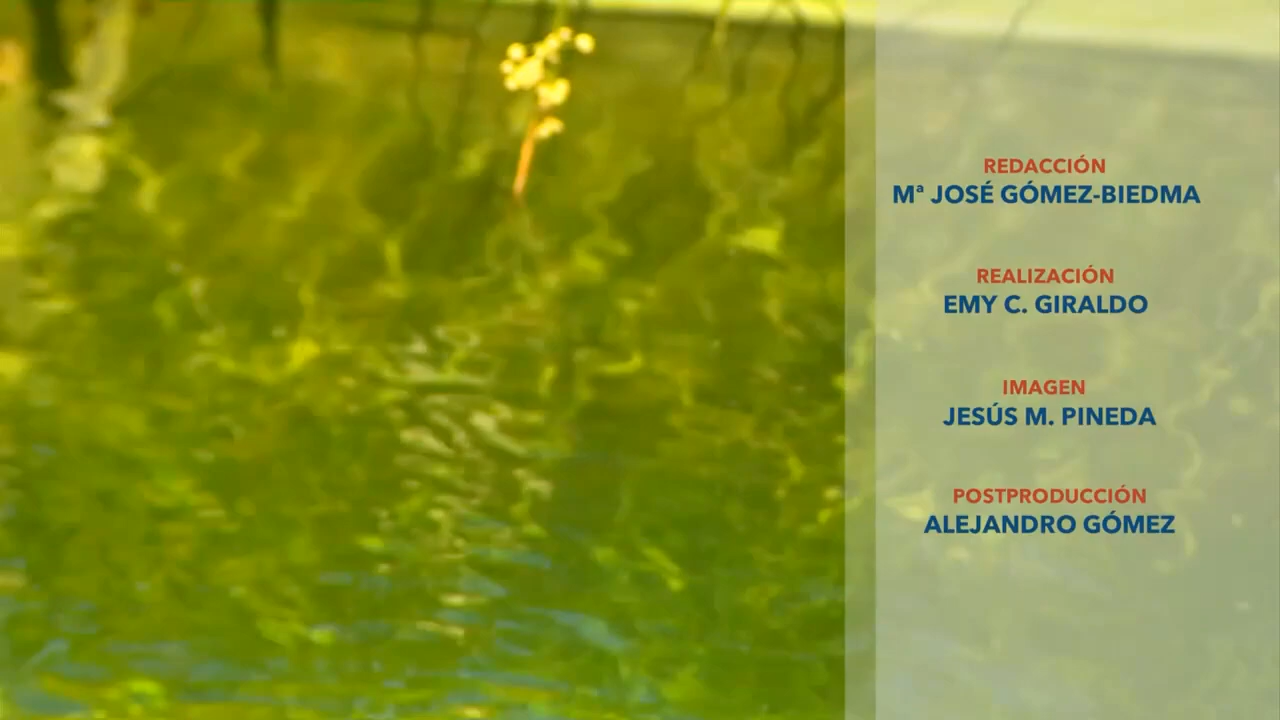 REDACCIÓN
Mª JOSÉ GÓMEZ-BIEDMA
REALIZACIÓN
EMY C. GIRALDO
IMAGEN
JESÚS M. PINEDA
POSTPRODUCCIÓN
ALEJANDRO GÓMEZ